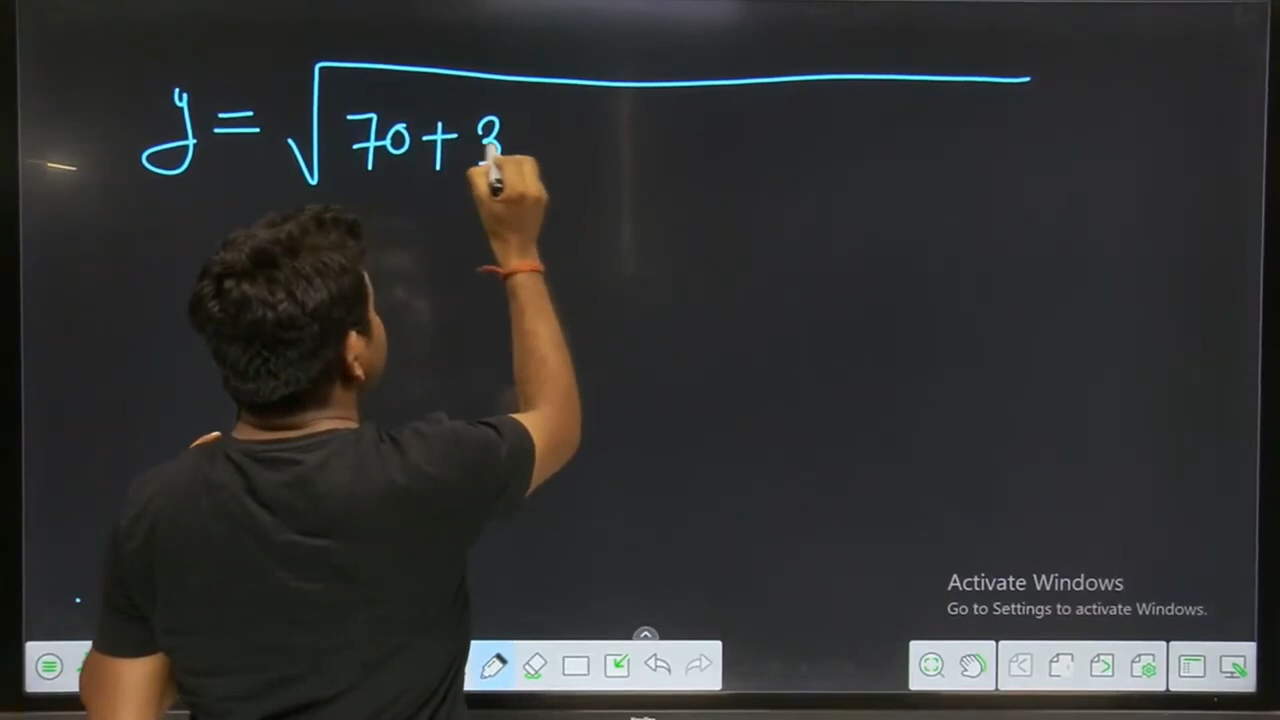 y = √70 + 3
Activate Windows
Go to Settings to activate Windows.